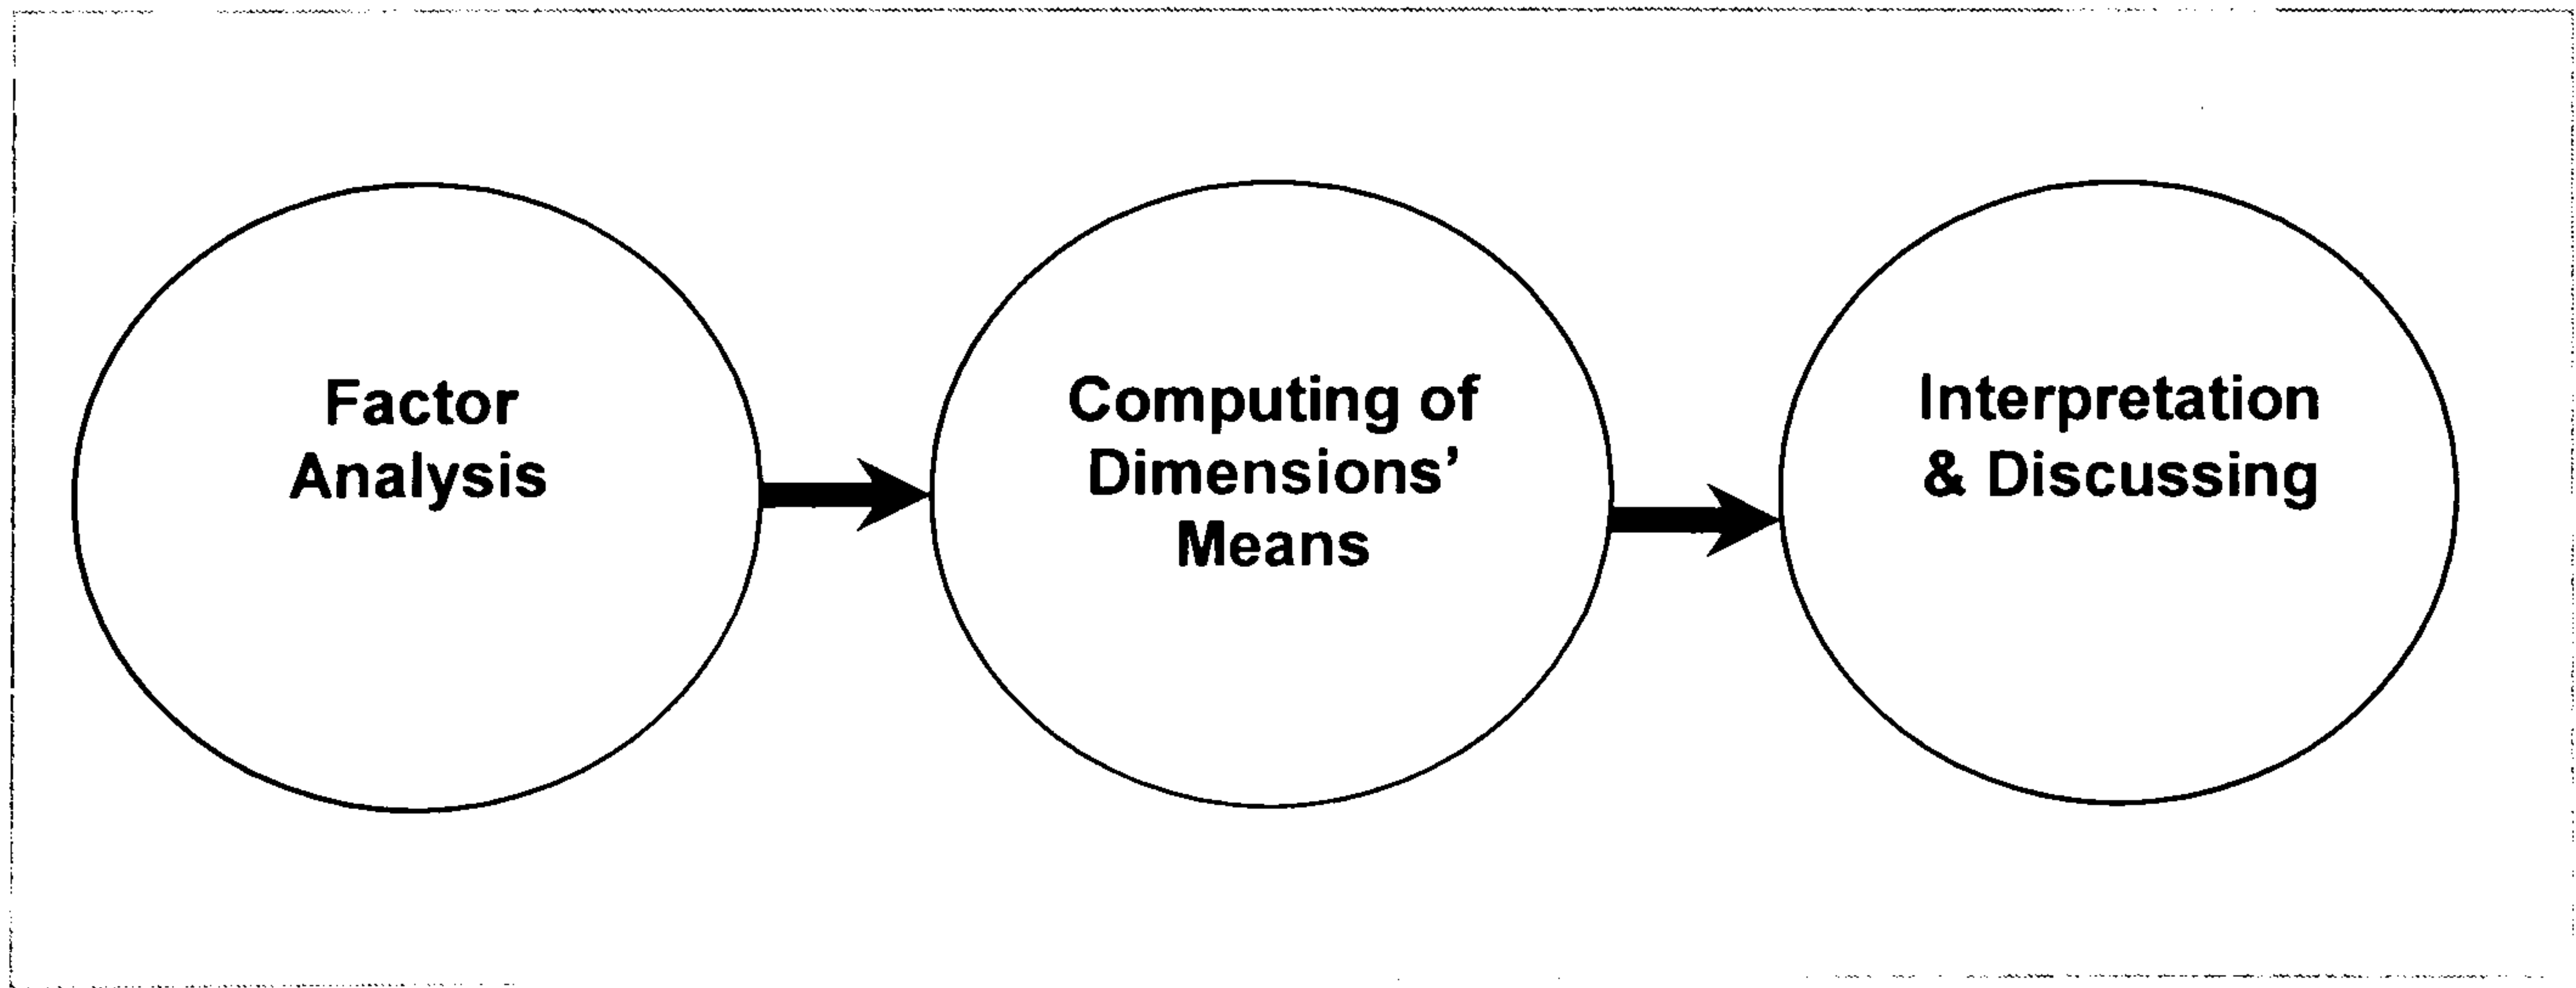 Factor
Analysis
Computing of
Dimensions’
Means
Interpretation
& Discussing